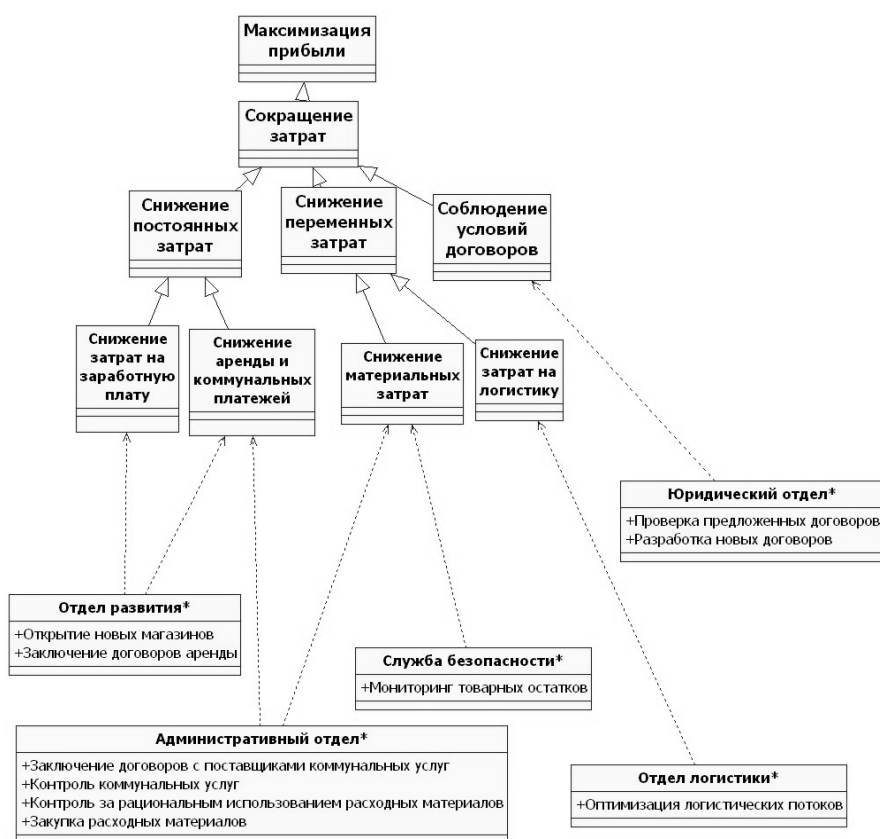 Максимизация
прибыли
Сокращение
затрат
Снижение
постоянных
затрат
Снижение
переменных
затрат
Соблюдение
условий
договоров
Снижение
затрат на
заработную
плату
Снижение
аренды и
коммунальных
платежей
Снижение
материальных
затрат
Снижение
затрат на
логистику
Юридический отдел*
+Проверка предложенных договоров
+Разработка новых договоров
Отдел развития*
+Открытие новых магазинов
+Заключение договоров аренды
Служба безопасности*
+Мониторинг товарных остатков
Административный отдел*
+Заключение договоров с поставщиками коммунальных услуг
+Контроль коммунальных услуг
+Контроль за рациональным использованием расходных материалов
+Закупка расходных материалов
Отдел логистики*
+Оптимизация логистических потоков